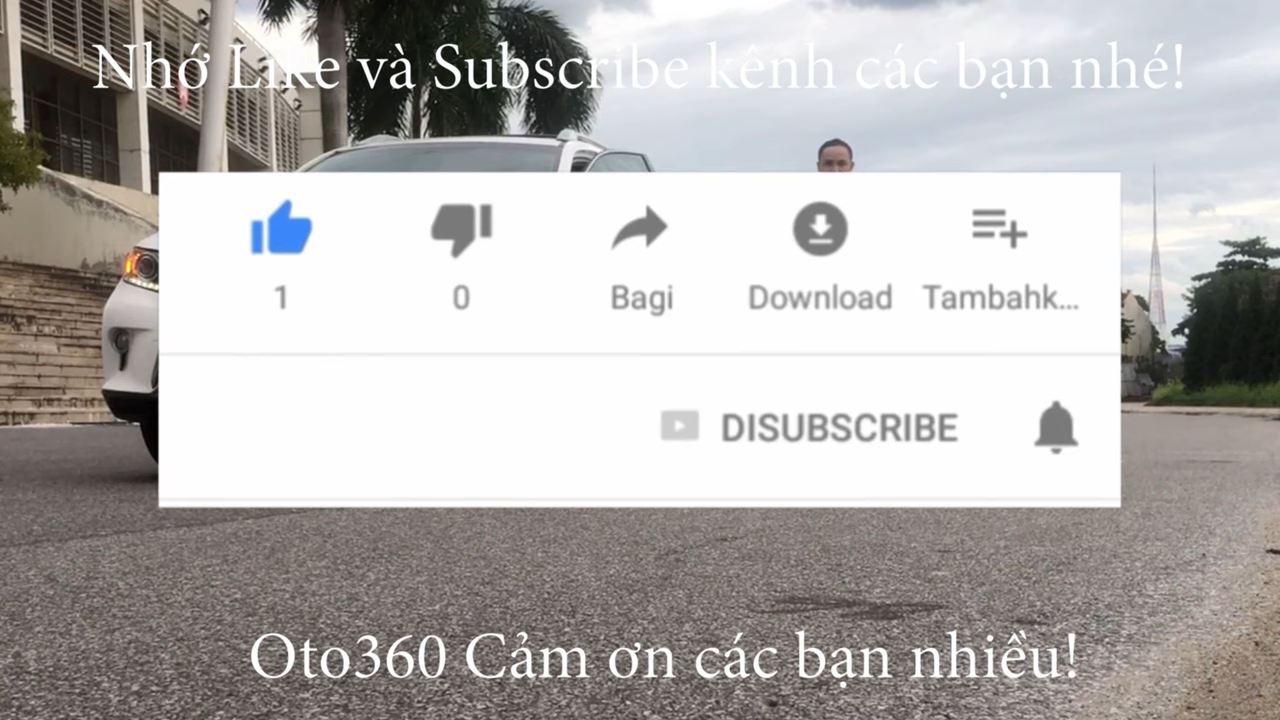 Nhớ Like và Subscribe kênh các bạn nhé!
1 0 Bagi Download Tambahk...
DISUBSCRIBE
Oto360 Cảm ơn các bạn nhiều!